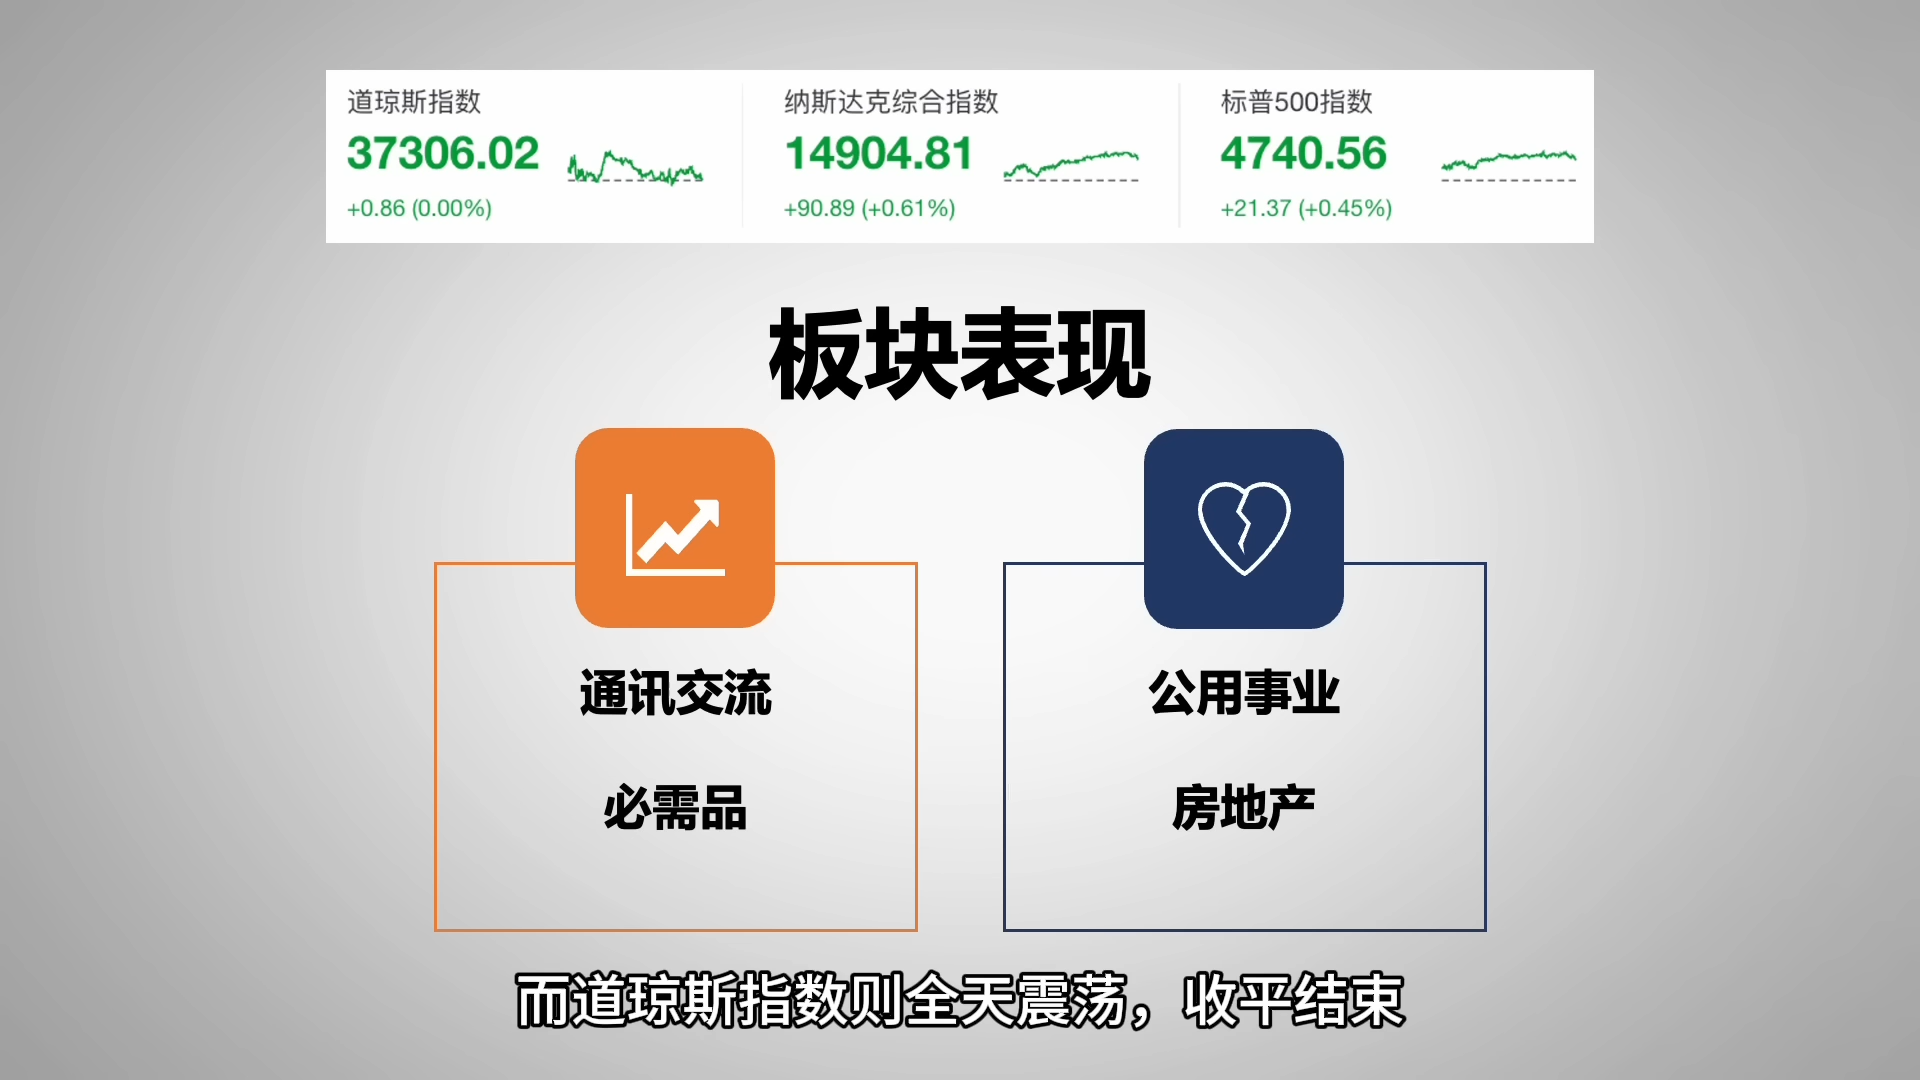 道琼斯指数
37306.02
+0.86 (0.00%)
纳斯达克综合指数
14904.81
+90.89 (+0.61%)
标普500指数
4740.56
+21.37 (+0.45%)
板块表现
通讯交流
必需品
公用事业
房地产
而道琼斯指数则全天震荡，收平结束